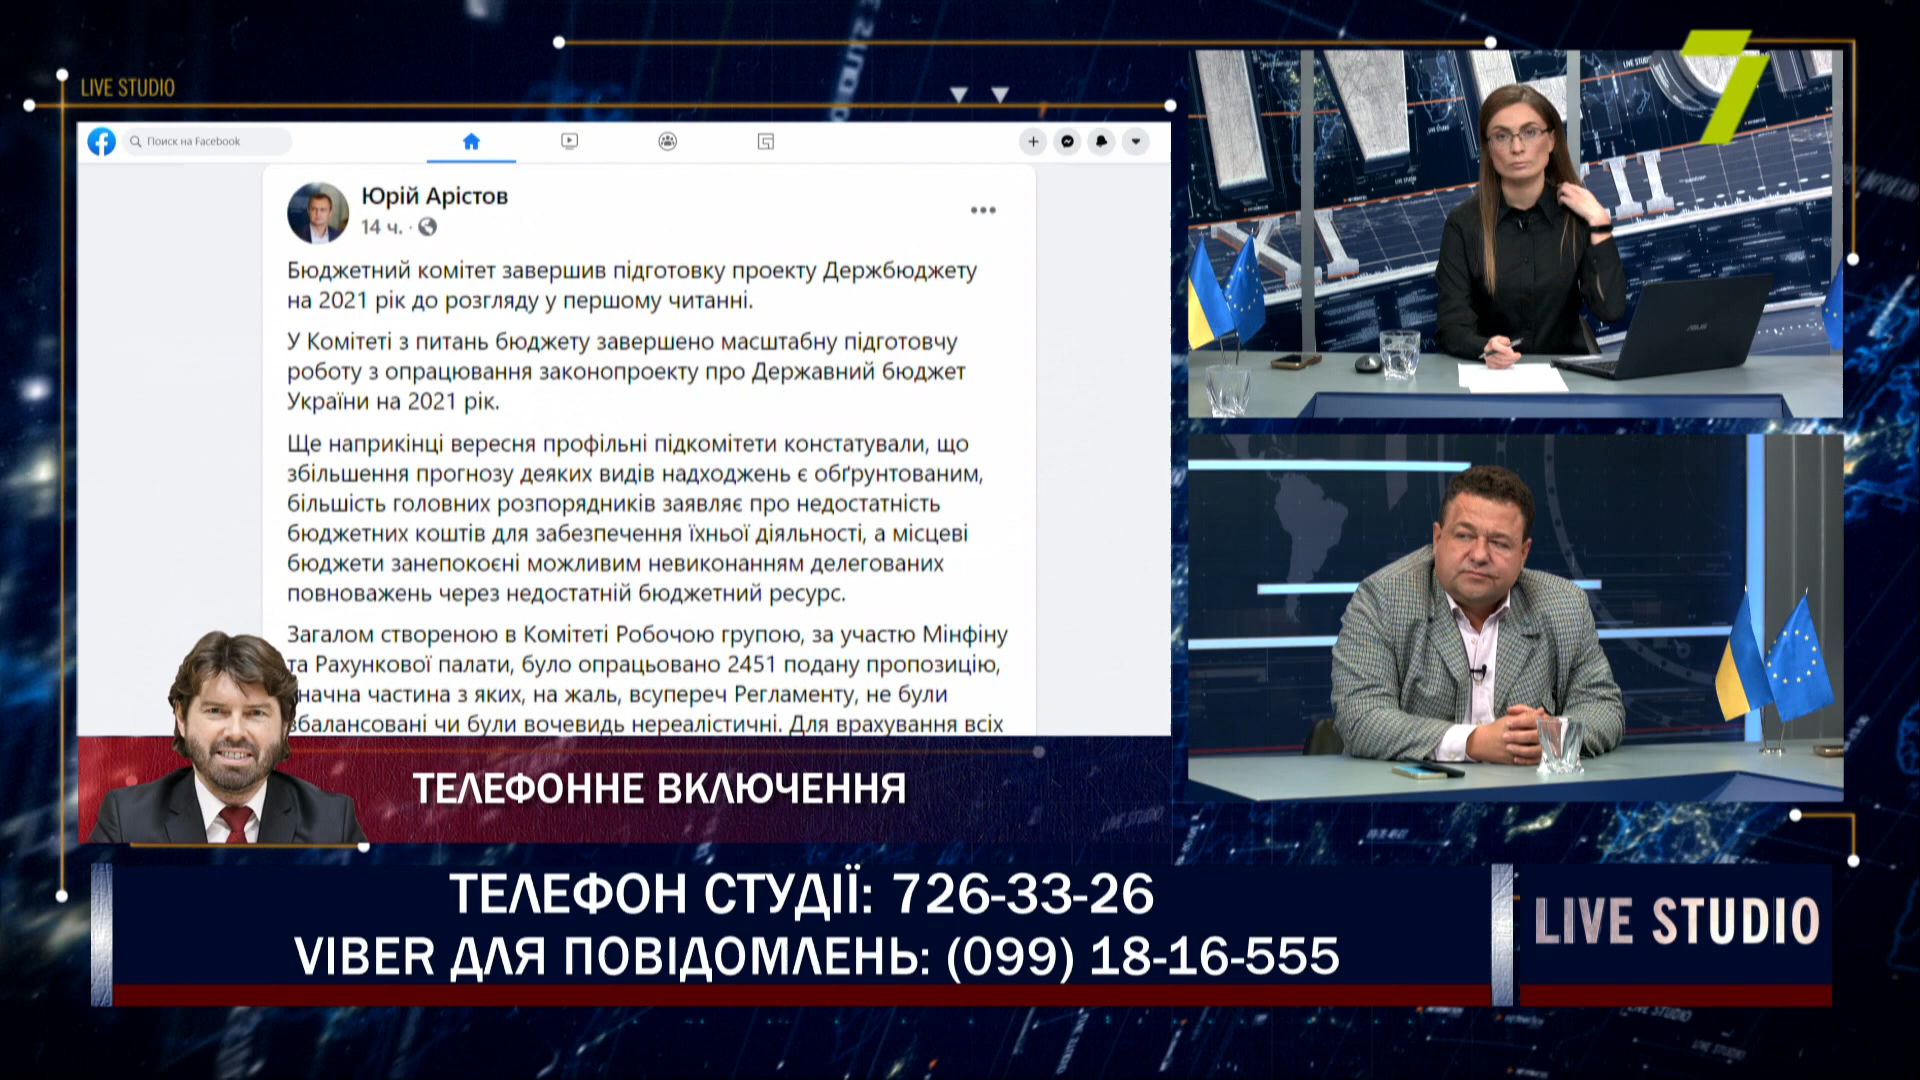 LIVE STUDIO
Поиск на Facebook
Юрій Арістов
14 ч. ·
Бюджетний комітет завершив підготовку проекту Держбюджету
на 2021 рік до розгляду у першому читанні.
У Комітеті з питань бюджету завершено масштабну підготовчу
роботу з опрацювання законопроекту про Державний бюджет
України на 2021 рік.
Ще наприкінці вересня профільні підкомітети констатували, що
збільшення прогнозу деяких видів надходжень є обґрунтованим,
більшість головних розпорядників заявляє про недостатність
бюджетних коштів для забезпечення їхньої діяльності, а місцеві
бюджети занепокоєні можливим невиконанням делегованих
повноважень через недостатній бюджетний ресурс.
Загалом створеною в Комітеті Робочою групою, за участю Мінфіну
та Рахункової палати, було опрацьовано 2451 подану пропозицію,
начна частина з яких, на жаль, всупереч Регламенту, не були
збалансовані чи були вочевидь нереалістичні. Для врахування всіх
ТЕЛЕФОННЕ ВКЛЮЧЕННЯ
7
ASUS
ТЕЛЕФОН СТУДІЇ: 726-33-26
VIBER ДЛЯ ПОВІДОМЛЕНЬ: (099) 18-16-555
LIVE STUDIO